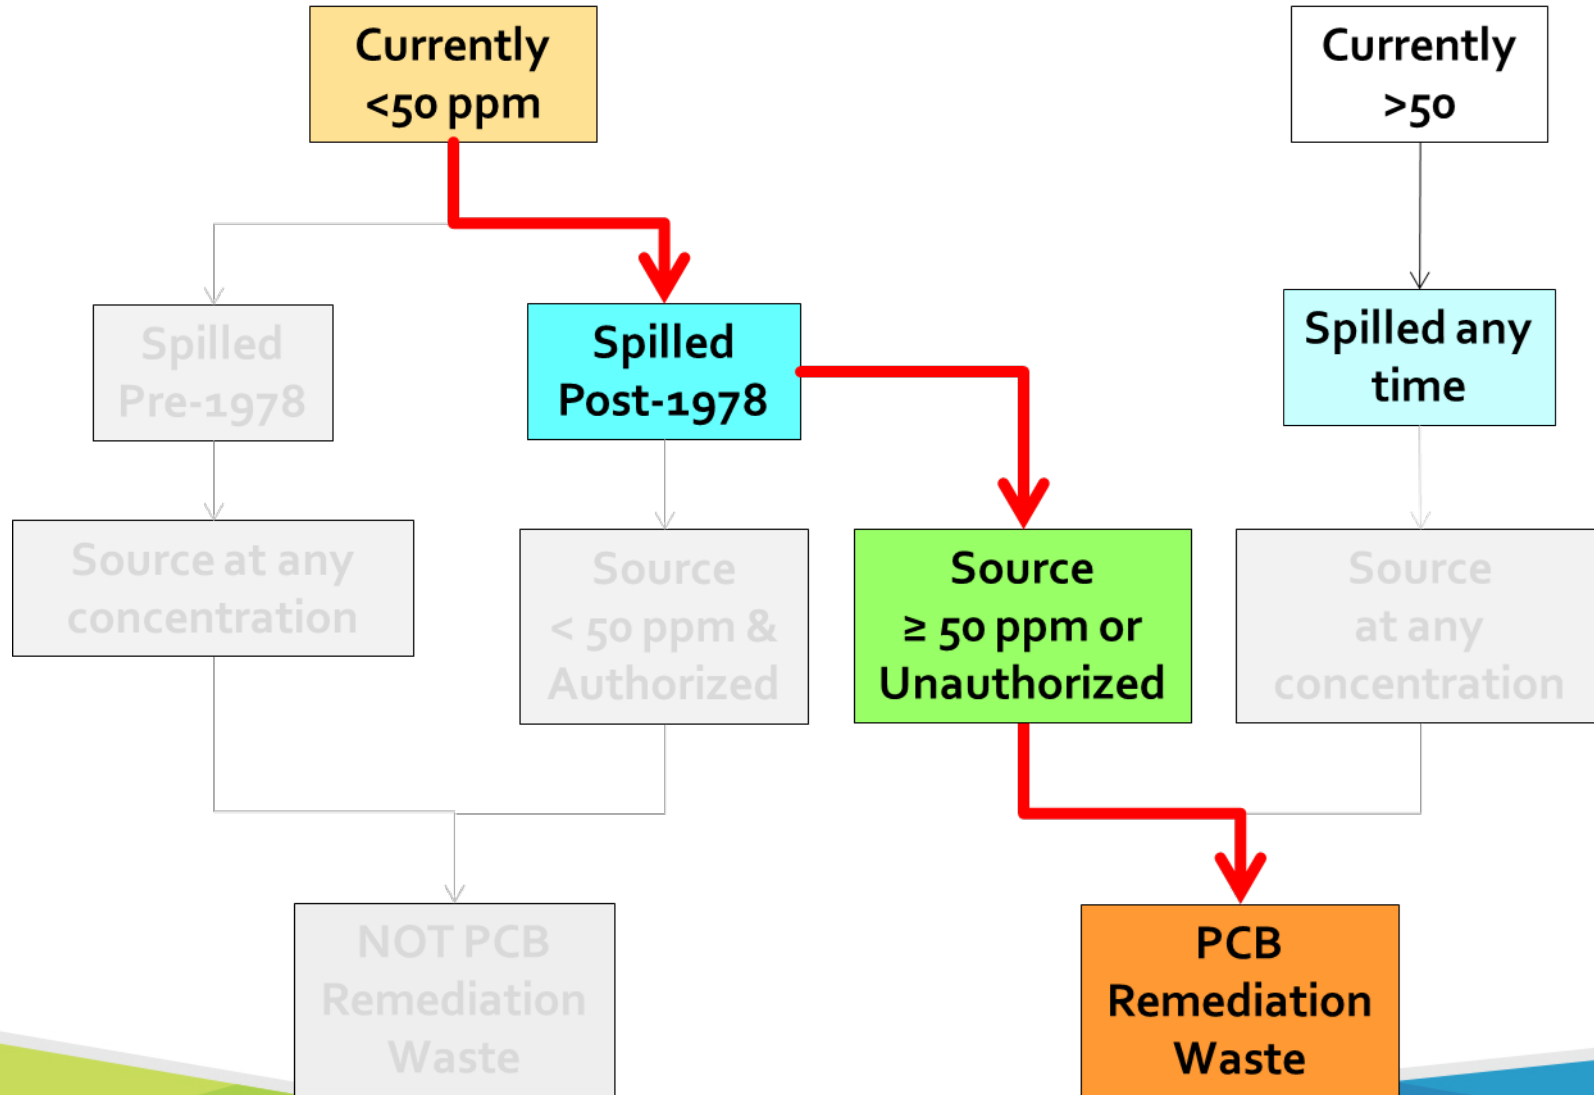 Currently
<50 ppm
Currently
>50
Spilled
Pre-1978
Spilled
Post-1978
Spilled any
time
Source at any
concentration
Source
< 50 ppm &
Authorized
Source
≥ 50 ppm or
Unauthorized
Source
at any
concentration
NOT PCB
Remediation
Waste
PCB
Remediation
Waste